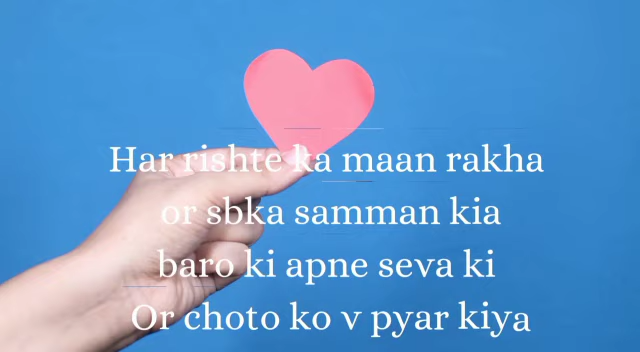 Har rishte ka maan rakha
or sbka samman kia
baro ki apne seva ki
Or choto ko v pyar kiya